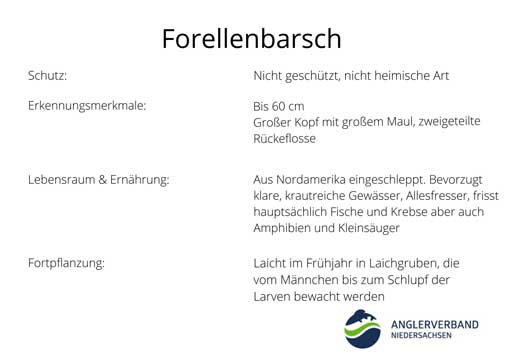 Forellenbarsch
Schutz:
Nicht geschützt, nicht heimische Art
Erkennungsmerkmale:
Bis 60 cm
Großer Kopf mit großem Maul, zweigeteilte
Rückeflosse
Lebensraum & Ernährung:
Aus Nordamerika eingeschleppt. Bevorzugt
klare, krautreiche Gewässer, Allesfresser, frisst
hauptsächlich Fische und Krebse aber auch
Amphibien und Kleinsäuger
Fortpflanzung:
Laicht im Frühjahr in Laichgruben, die
vom Männchen bis zum Schlupf der
Larven bewacht werden
ANGLERVERBAND
NIEDERSACHSEN